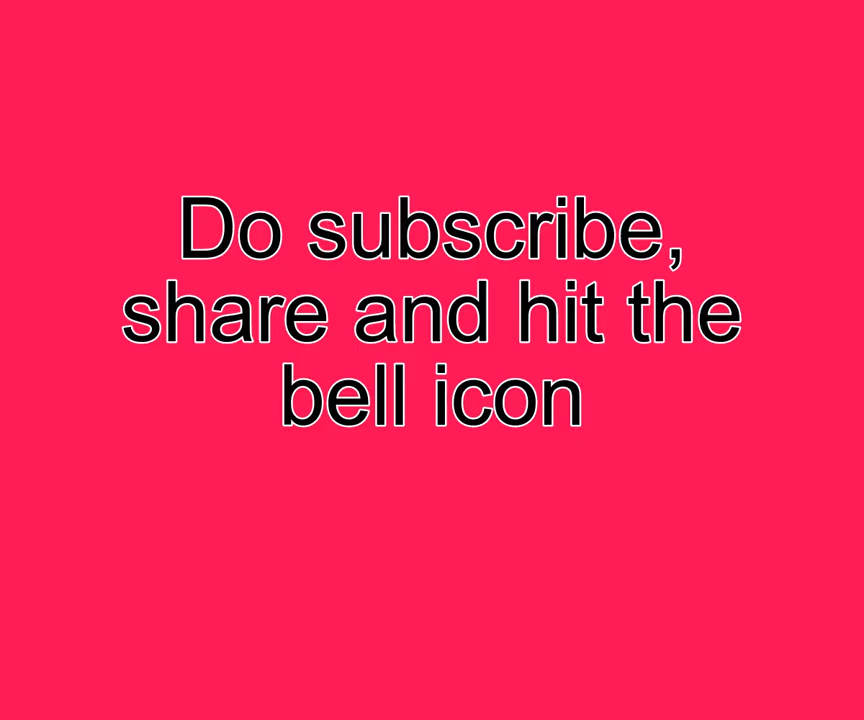 Do subscribe,
share and hit the
bell icon